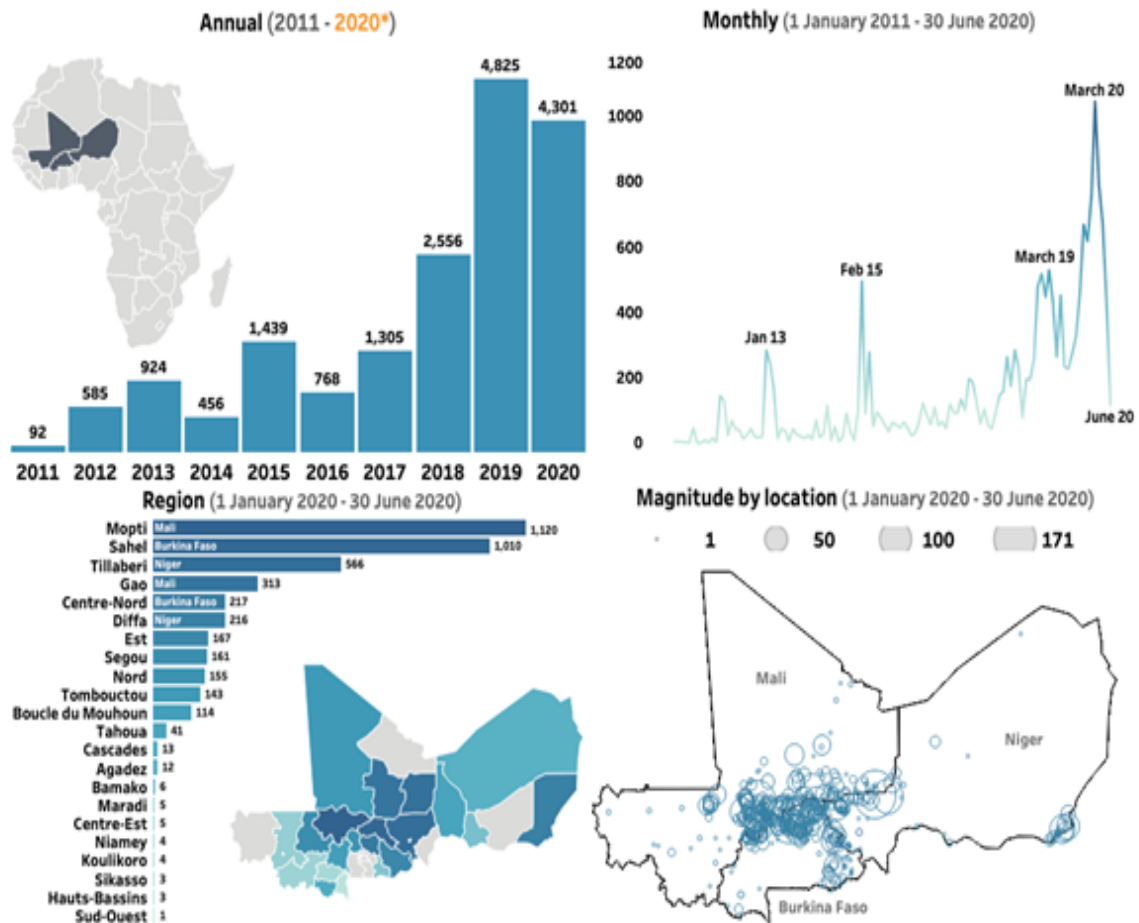 Annual (2011 - 2020*)
4,825
4,301
2,556
1,439
1,305
924
768
585
456
92
2011 2012 2013 2014 2015 2016 2017 2018 2019 2020
Monthly (1 January 2011 - 30 June 2020)
1200
1000
800
600
400
200
0
March 20
March 19
Feb 15
Jan 13
June 20
Region (1 January 2020 - 30 June 2020)
Mopti Mali 1,120
Sahel Burkina Faso 1,010
Tillaberi Niger 566
Gao Mali 313
Centre-Nord Burkina Faso 217
Diffa Niger 216
Est 167
Segou 161
Nord 155
Tombouctou 143
Boucle du Mouhoun 114
Tahoua 41
Cascades 13
Agadez 12
Bamako 6
Maradi 5
Centre-Est 5
Niamey 4
Koulikoro 4
Sikasso 3
Hauts-Bassins 3
Sud-Ouest 1
Magnitude by location (1 January 2020 - 30 June 2020)
1 50 100 171
Mali
Niger
Burkina Faso